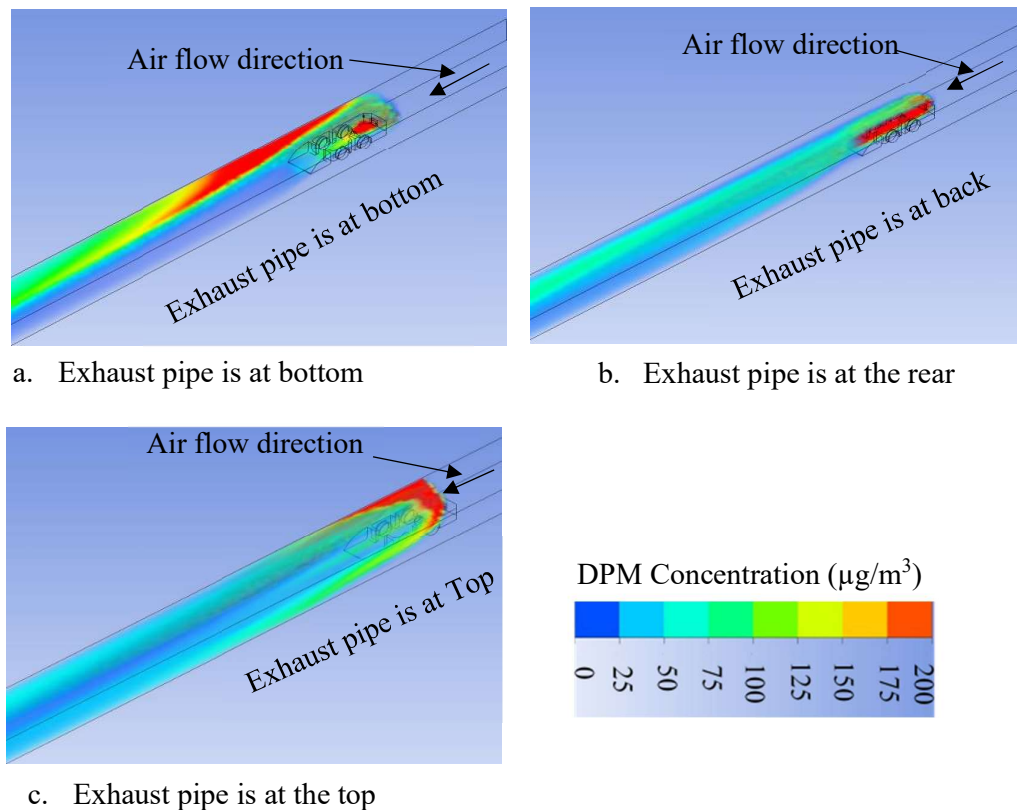 Air flow direction
Exhaust pipe is at bottom
a. Exhaust pipe is at bottom
Air flow direction
Exhaust pipe is at back
b. Exhaust pipe is at the rear
Air flow direction
Exhaust pipe is at Top
c. Exhaust pipe is at the top
DPM Concentration (µg/m³)
0 25 50 75 100 125 150 175 200